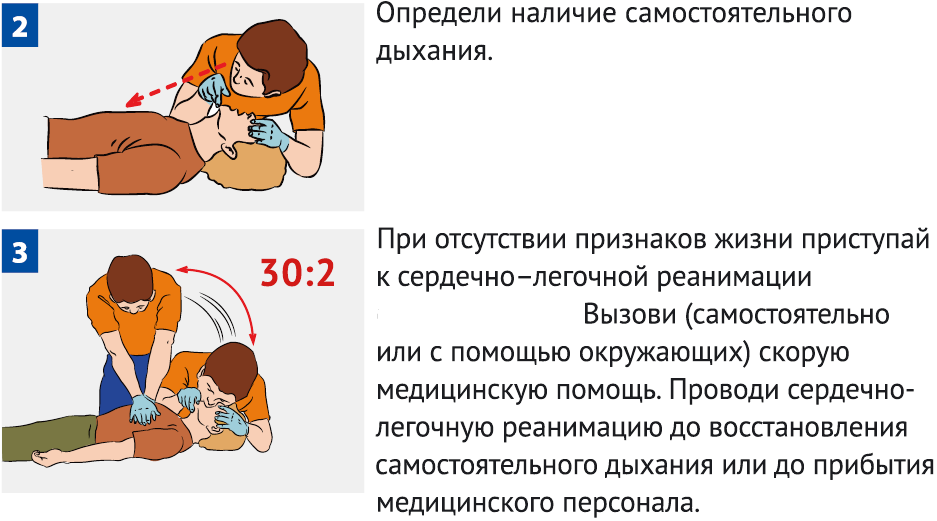 2
Определи наличие самостоятельного
дыхания.
3
30:2
При отсутствии признаков жизни приступай
к сердечно–легочной реанимации
Вызови (самостоятельно
или с помощью окружающих) скорую
медицинскую помощь. Проводи сердечно-
легочную реанимацию до восстановления
самостоятельного дыхания или до прибытия
медицинского персонала.